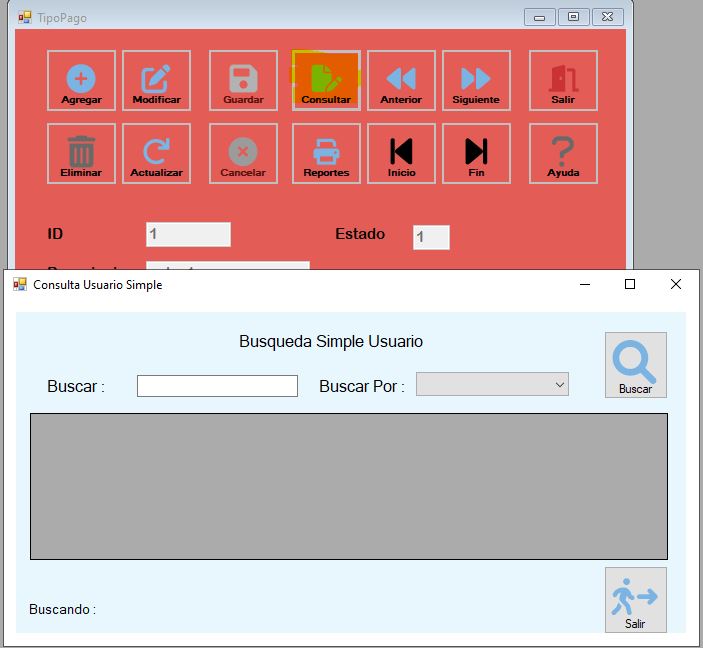 TipoPago
Agregar Modificar Guardar Consultar Anterior Siguiente Salir
Eliminar Actualizar Cancelar Reportes Inicio Fin Ayuda
ID 1 Estado 1
Consulta Usuario Simple
Busqueda Simple Usuario
Buscar : Buscar Por : Buscar
Buscando : Salir